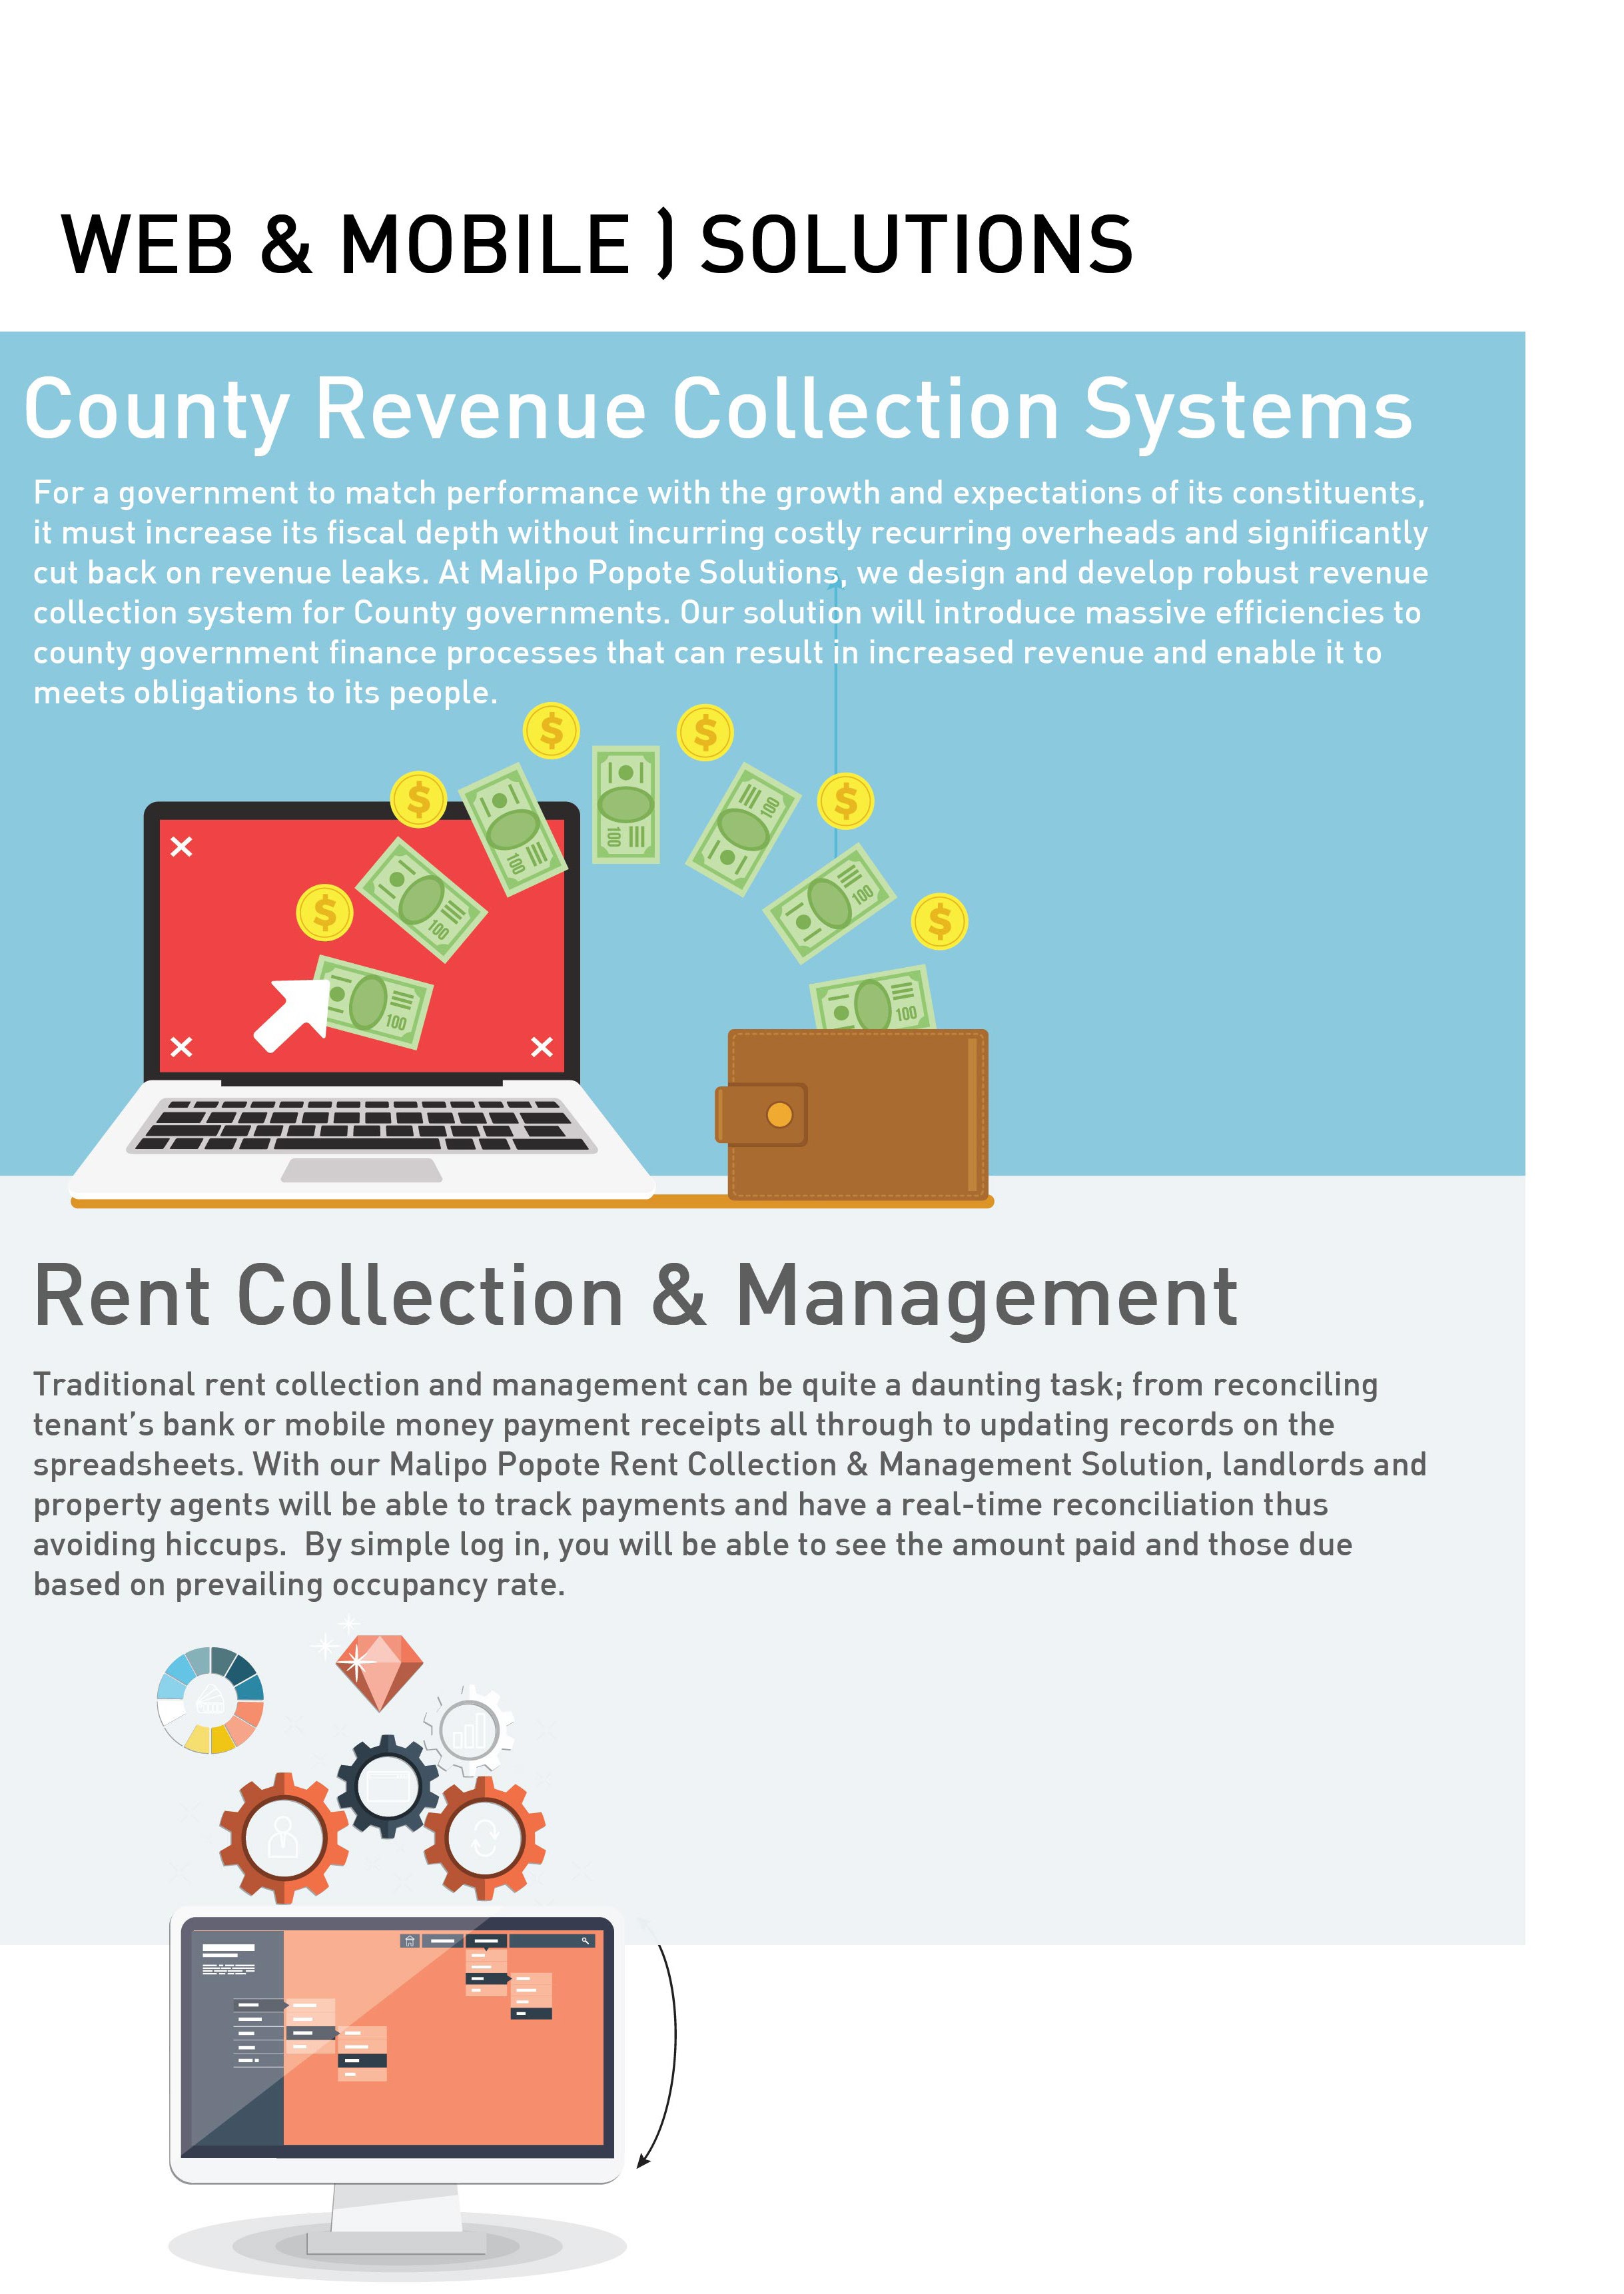 WEB & MOBILE ) SOLUTIONS
County Revenue Collection Systems
For a government to match performance with the growth and expectations of its constituents,
it must increase its fiscal depth without incurring costly recurring overheads and significantly
cut back on revenue leaks. At Malipo Popote Solutions, we design and develop robust revenue
collection system for County governments. Our solution will introduce massive efficiencies to
county government finance processes that can result in increased revenue and enable it to
meets obligations to its people.
$ $
$ $
100 100
100
$ 100 100 $
100 100
Rent Collection & Management
Traditional rent collection and management can be quite a daunting task; from reconciling
tenant’s bank or mobile money payment receipts all through to updating records on the
spreadsheets. With our Malipo Popote Rent Collection & Management Solution, landlords and
property agents will be able to track payments and have a real-time reconciliation thus
avoiding hiccups.  By simple log in, you will be able to see the amount paid and those due
based on prevailing occupancy rate.